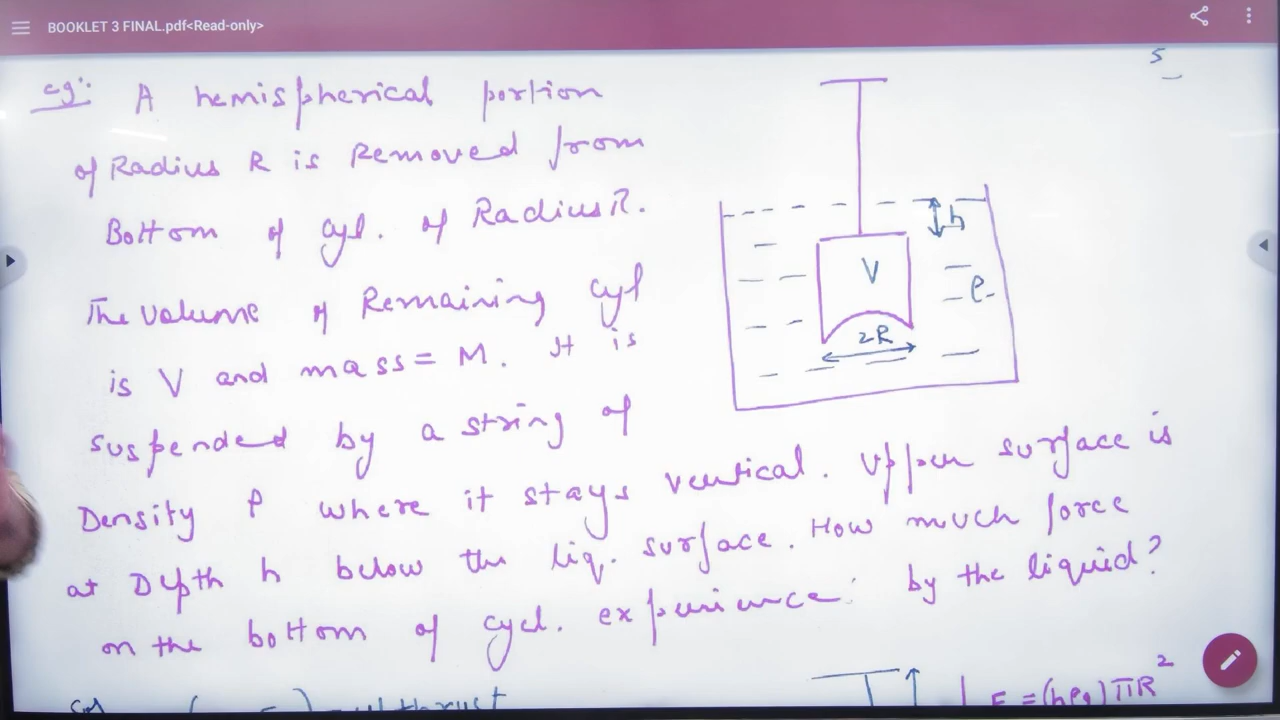 BOOKLET 3 FINAL.pdf<Read-only>
5
eg:. A hemispherical portion
of Radius R is Removed from
Bottom of cyl. of Radius R.
The volume of Remaining cyl
is V and mass = M. It is
suspended by a string of
Density ρ where it stays vertical. Upper surface is
at Depth h below the liq. surface. How much force
on the bottom of cycl. experience by the liquid?
h
V
ρ
2R
F = (hρg) πR²